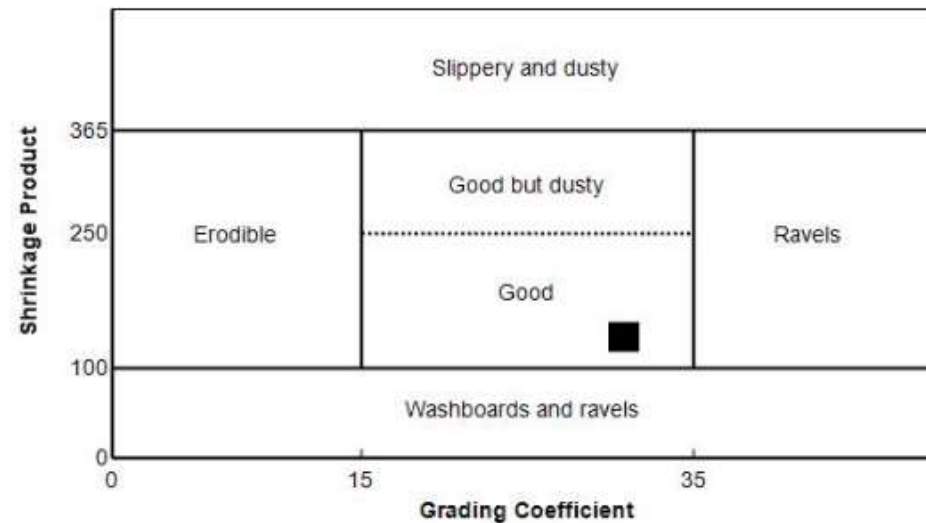 Slippery and dusty
365
Good but dusty
250
Erodible
Ravels
Good
100
Washboards and ravels
0
0
15
35
Shrinkage Product
Grading Coefficient